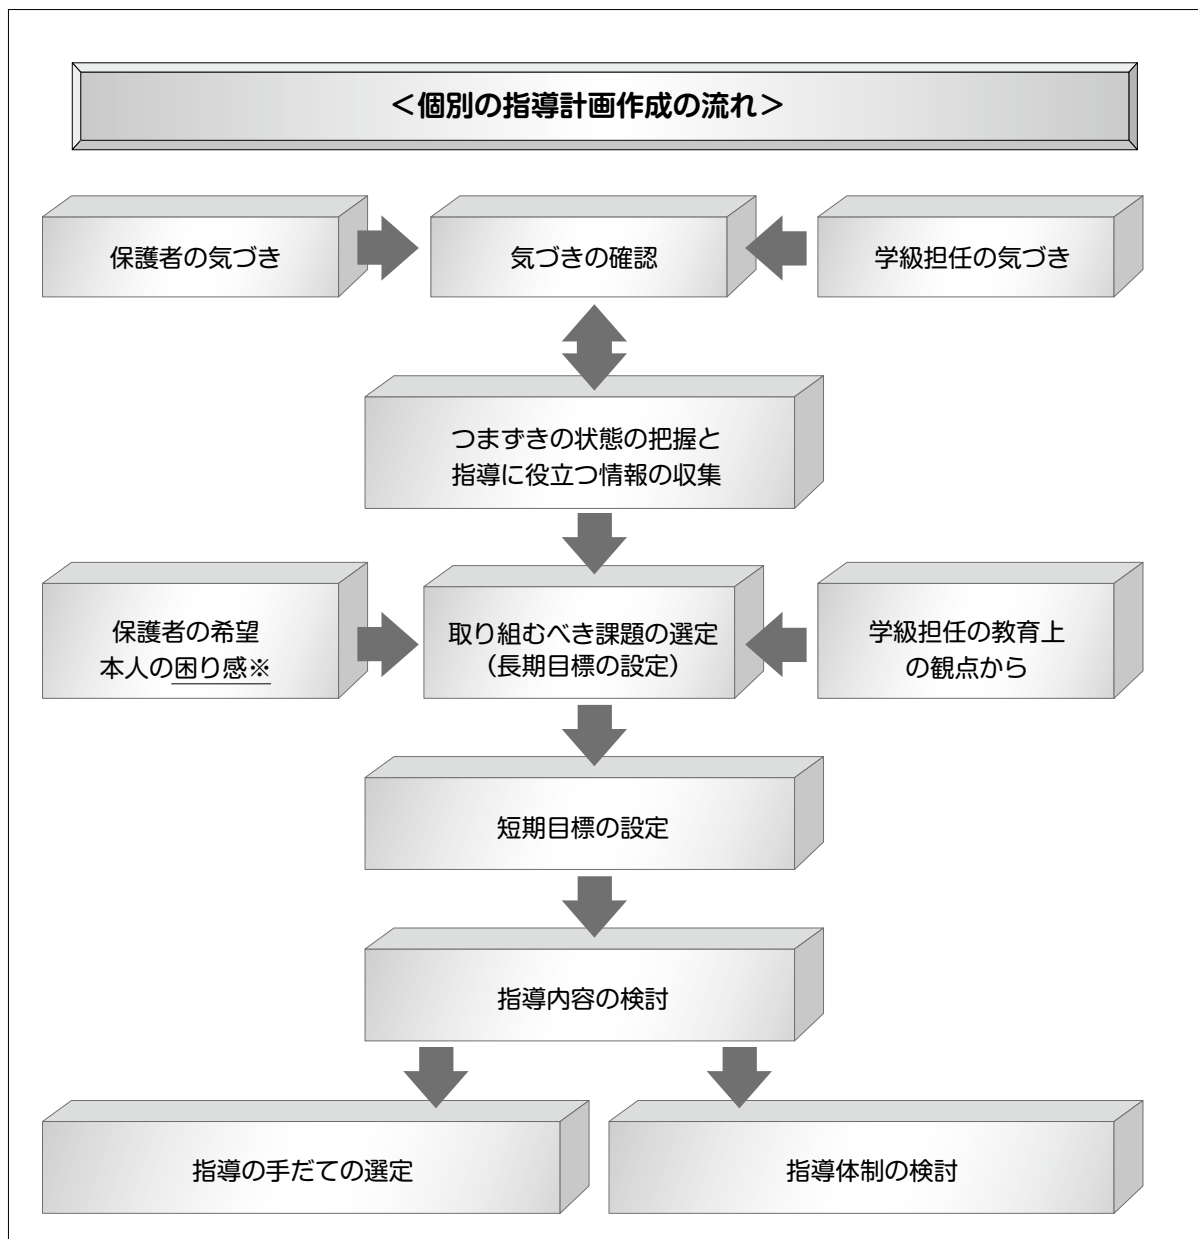 ＜個別の指導計画作成の流れ＞
保護者の気づき
気づきの確認
学級担任の気づき
つまずきの状態の把握と
指導に役立つ情報の収集
保護者の希望
本人の困り感※
取り組むべき課題の選定
（長期目標の設定）
学級担任の教育上
の観点から
短期目標の設定
指導内容の検討
指導の手だての選定
指導体制の検討